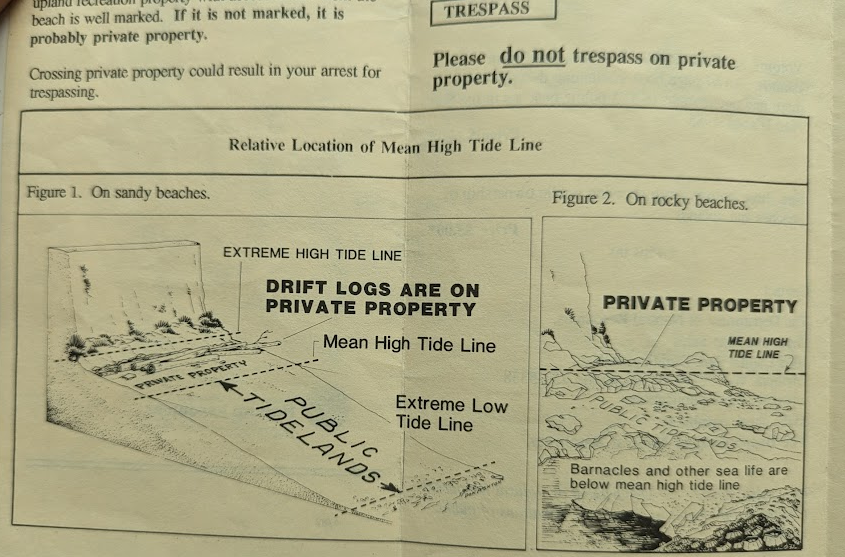 upland recreation property
beach is well marked. If it is not marked, it is
probably private property.
Crossing private property could result in your arrest for
trespassing.
TRESPASS
Please do not trespass on private
property.
Relative Location of Mean High Tide Line
Figure 1. On sandy beaches.
EXTREME HIGH TIDE LINE
DRIFT LOGS ARE ON
PRIVATE PROPERTY
Mean High Tide Line
PRIVATE PROPERTY
PUBLIC
TIDELANDS
Extreme Low
Tide Line
Figure 2. On rocky beaches.
PRIVATE PROPERTY
MEAN HIGH
TIDE LINE
PUBLIC TIDELANDS
Barnacles and other sea life are
below mean high tide line